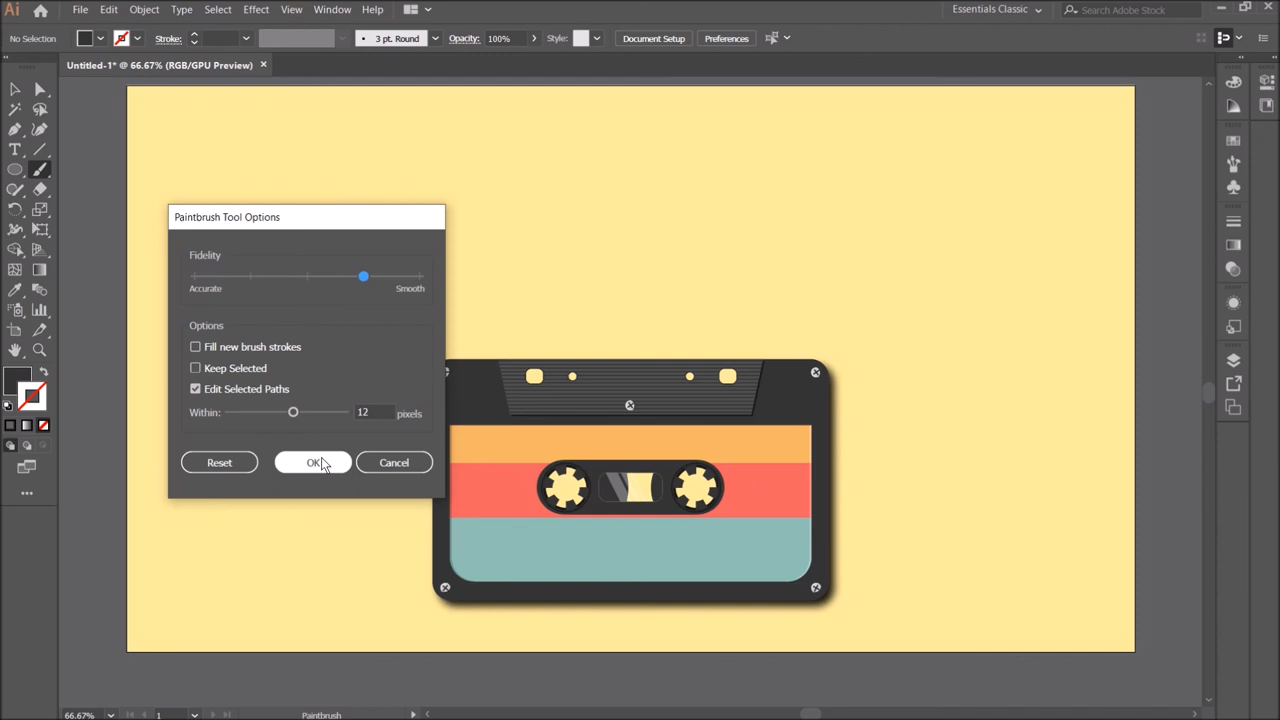 Ai File Edit Object Type Select Effect View Window Help Essentials Classic Search Adobe Stock
No Selection Stroke: 3 pt. Round Opacity: 100% Style: Document Setup Preferences
Untitled-1* @ 66.67% (RGB/GPU Preview)
Paintbrush Tool Options
Fidelity
Accurate Smooth
Options
Fill new brush strokes
Keep Selected
Edit Selected Paths
Within: 12 pixels
Reset OK Cancel
66.67% 1 Paintbrush